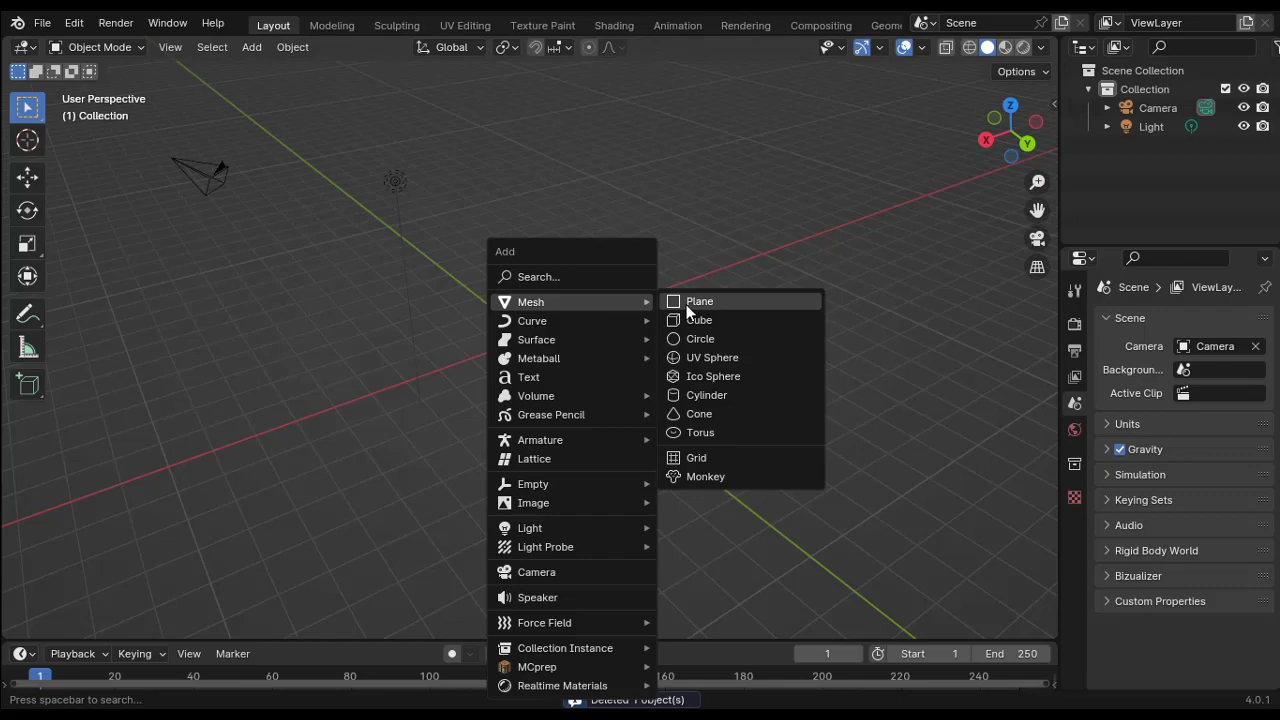 File Edit Render Window Help Layout Modeling Sculpting UV Editing Texture Paint Shading Animation Rendering Compositing Geome Scene ViewLayer
Object Mode View Select Add Object Global
Options
User Perspective
(1) Collection
Z
X
Y
Scene Collection
Collection
Camera
Light
Add
Search...
Mesh
Curve
Surface
Metaball
Text
Volume
Grease Pencil
Armature
Lattice
Empty
Image
Light
Light Probe
Camera
Speaker
Force Field
Collection Instance
MCprep
Realtime Materials
Plane
Cube
Circle
UV Sphere
Ico Sphere
Cylinder
Cone
Torus
Grid
Monkey
Scene ViewLay...
Scene
Camera Camera
Backgroun...
Active Clip
Units
Gravity
Simulation
Keying Sets
Audio
Rigid Body World
Bizualizer
Custom Properties
Playback Keying View Marker 1 Start 1 End 250
1 20 40 60 80 100 160 180 200 220 240
Press spacebar to search... Deleted 1 object(s) 4.0.1